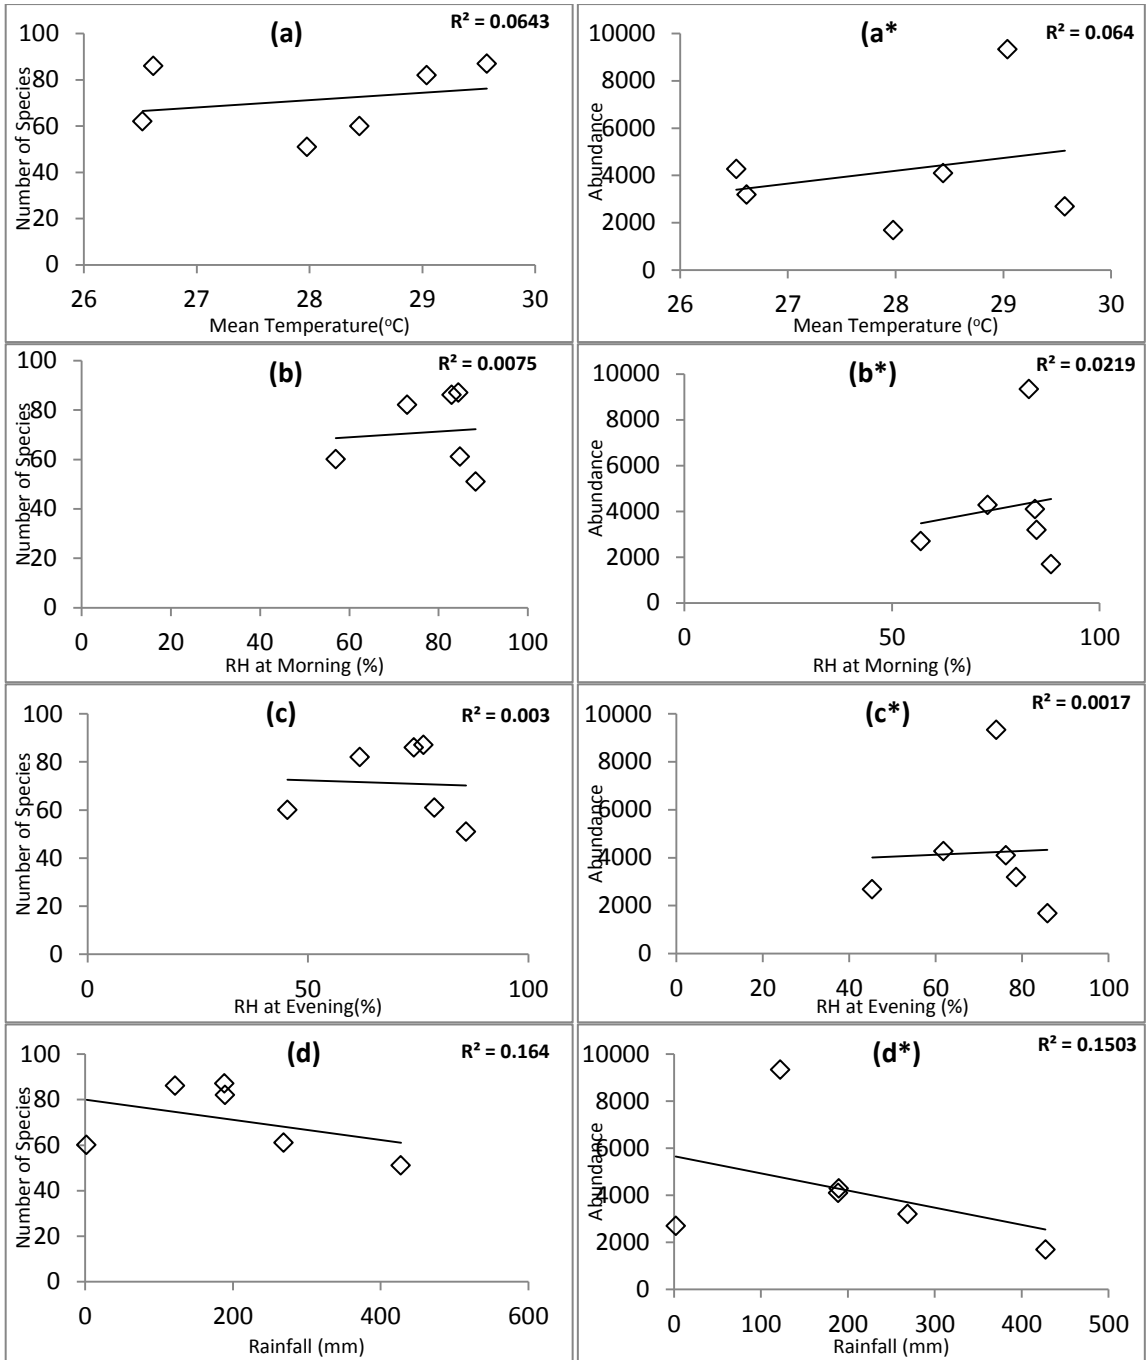 (a)
R² = 0.0643
Number of Species
100
80
60
40
20
0
26 27 28 29 30
Mean Temperature(°C)
(a*
R² = 0.064
Abundance
10000
8000
6000
4000
2000
0
26 27 28 29 30
Mean Temperature (°C)
(b)
R² = 0.0075
Number of Species
100
80
60
40
20
0
0 20 40 60 80 100
RH at Morning (%)
(b*)
R² = 0.0219
Abundance
10000
8000
6000
4000
2000
0
0 50 100
RH at Morning (%)
(c)
R² = 0.003
Number of Species
100
80
60
40
20
0
0 50 100
RH at Evening(%)
(c*)
R² = 0.0017
Abundance
10000
8000
6000
4000
2000
0
0 20 40 60 80 100
RH at Evening (%)
(d)
R² = 0.164
Number of Species
100
80
60
40
20
0
0 200 400 600
Rainfall (mm)
(d*)
R² = 0.1503
Abundance
10000
8000
6000
4000
2000
0
0 100 200 300 400 500
Rainfall (mm)